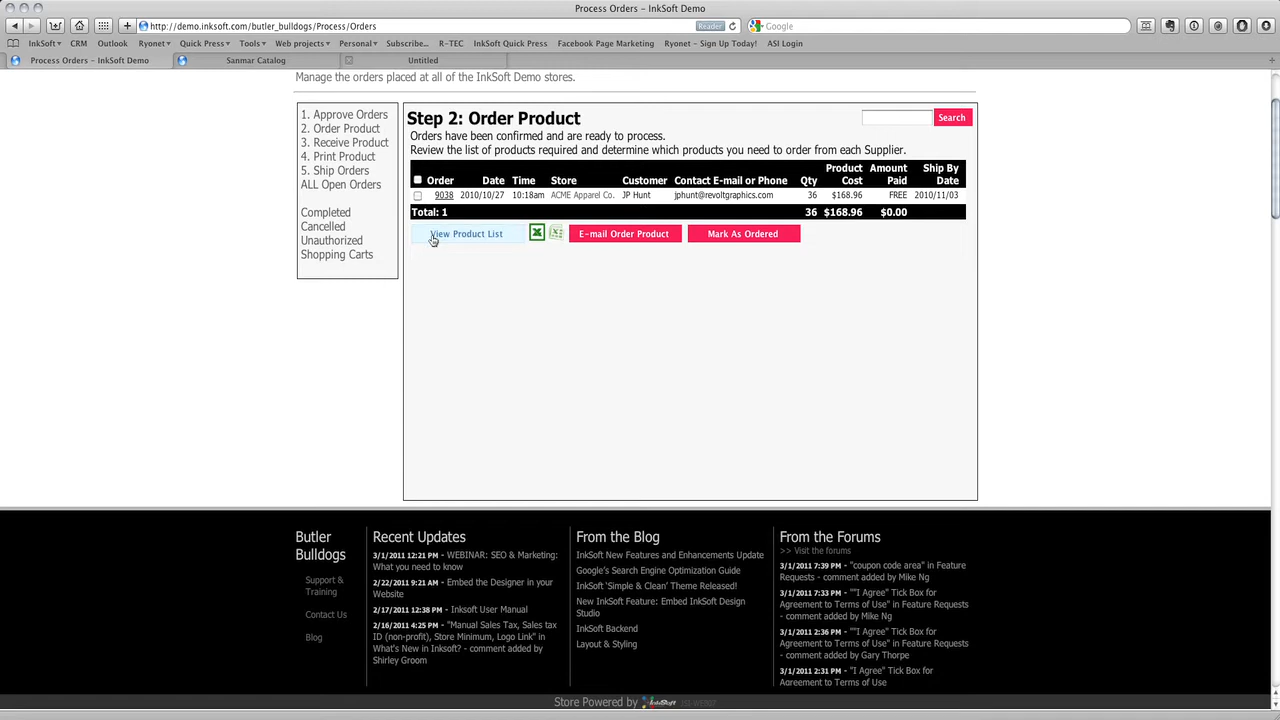 Process Orders – InkSoft Demo
http://demo.inksoft.com/butler_bulldogs/Process/Orders
Reader
Google
InkSoft CRM Outlook Ryonet Quick Press Tools Web projects Personal Subscribe... R-TEC InkSoft Quick Press Facebook Page Marketing Ryonet - Sign Up Today! ASI Login
Process Orders – InkSoft Demo Sanmar Catalog Untitled
Manage the orders placed at all of the InkSoft Demo stores.
1. Approve Orders
2. Order Product
3. Receive Product
4. Print Product
5. Ship Orders
ALL Open Orders
Completed
Cancelled
Unauthorized
Shopping Carts
Step 2: Order Product
Search
Orders have been confirmed and are ready to process.
Review the list of products required and determine which products you need to order from each Supplier.
Order Date Time Store Customer Contact E-mail or Phone Qty Product Cost Amount Paid Ship By Date
9038 2010/10/27 10:18am ACME Apparel Co. JP Hunt jphunt@revoltgraphics.com 36 $168.96 FREE 2010/11/03
Total: 1 36 $168.96 $0.00
View Product List E-mail Order Product Mark As Ordered
Butler
Bulldogs
Support &
Training
Contact Us
Blog
Recent Updates
3/1/2011 12:21 PM - WEBINAR: SEO & Marketing:
What you need to know
2/22/2011 9:21 AM - Embed the Designer in your
Website
2/17/2011 12:38 PM - Inksoft User Manual
2/16/2011 4:25 PM - "Manual Sales Tax, Sales tax
ID (non-profit), Store Minimum, Logo Link" in
What's New in Inksoft? - comment added by
Shirley Groom
From the Blog
InkSoft New Features and Enhancements Update
Google's Search Engine Optimization Guide
InkSoft 'Simple & Clean' Theme Released!
New InkSoft Feature: Embed InkSoft Design
Studio
InkSoft Backend
Layout & Styling
From the Forums
>> Visit the forums
3/1/2011 7:39 PM - "coupon code area" in Feature
Requests - comment added by Mike Ng
3/1/2011 7:33 PM - ""I Agree" Tick Box for
Agreement to Terms of Use" in Feature Requests
- comment added by Mike Ng
3/1/2011 2:36 PM - ""I Agree" Tick Box for
Agreement to Terms of Use" in Feature Requests
- comment added by Gary Thorpe
3/1/2011 2:31 PM - "I Agree" Tick Box for
Agreement to Terms of Use
Store Powered by InkSoft